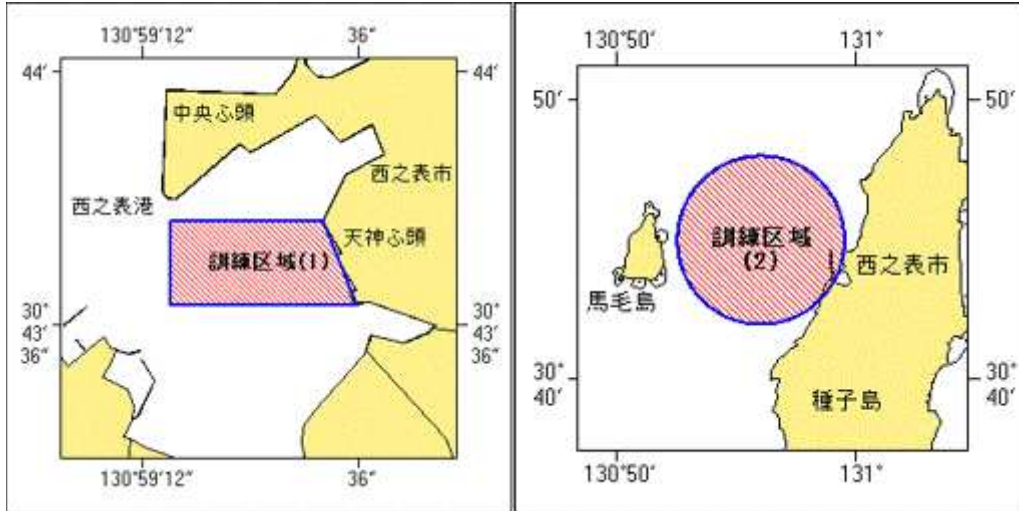 130°59′12″
36″
44′
44′
中央ふ頭
西之表市
西之表港
天神ふ頭
訓練区域(1)
30°
43′
36″
30°
43′
36″
130°59′12″
36″
130°50′
131°
50′
50′
訓練区域
(2)
西之表市
馬毛島
30°
40′
30°
40′
種子島
130°50′
131°